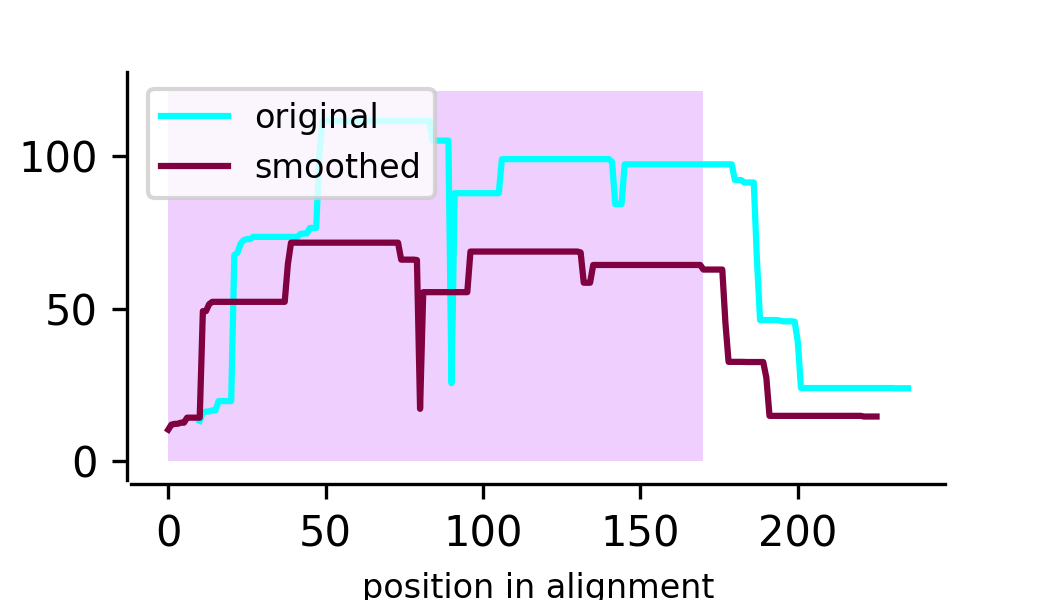 original
smoothed
100
50
0
0 50 100 150 200
position in alignment